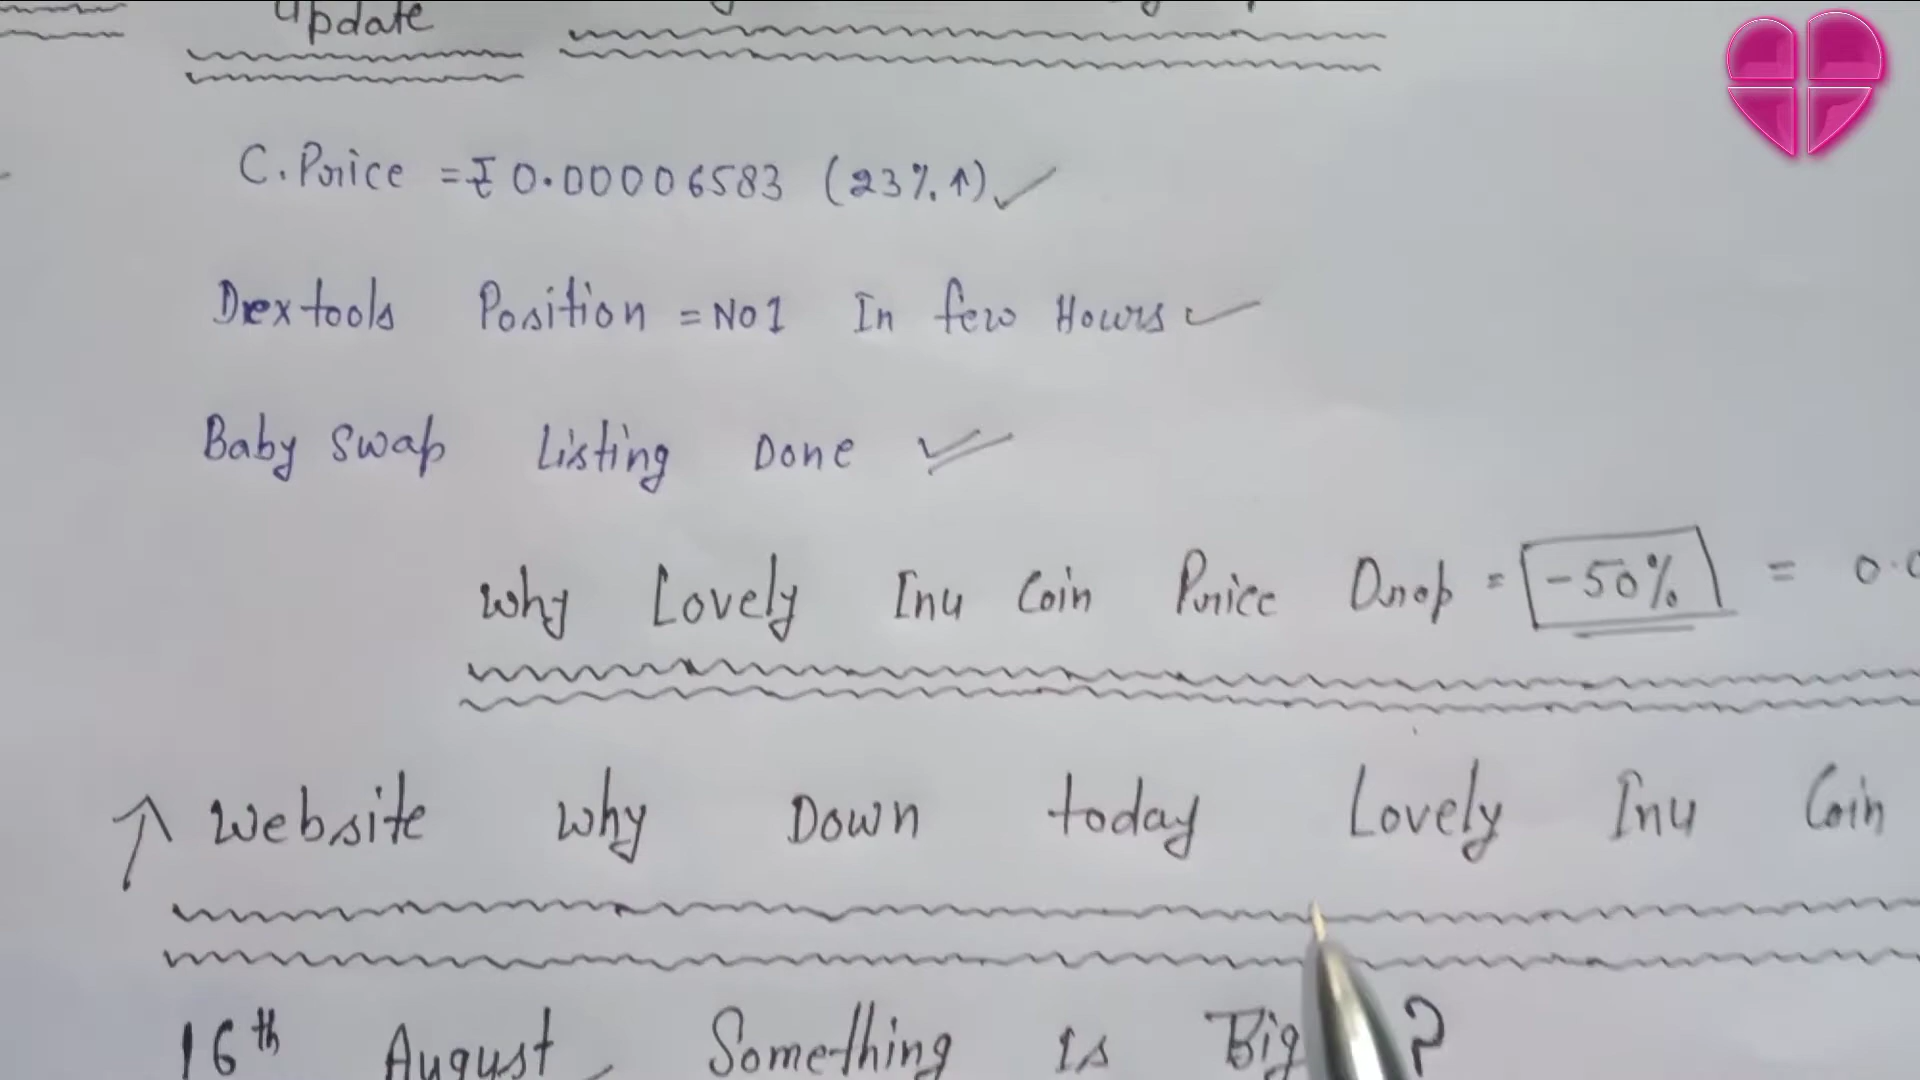 Update
C. Price = ₹ 0.00006583 (23% ↑) ✓
Dextools Position = No1 In few Hours ✓
Baby Swap Listing Done ✓
Why Lovely Inu Coin Price Drop = -50% = 0.0
↑ Website why Down today Lovely Inu Coin
16th August Something is Big ?